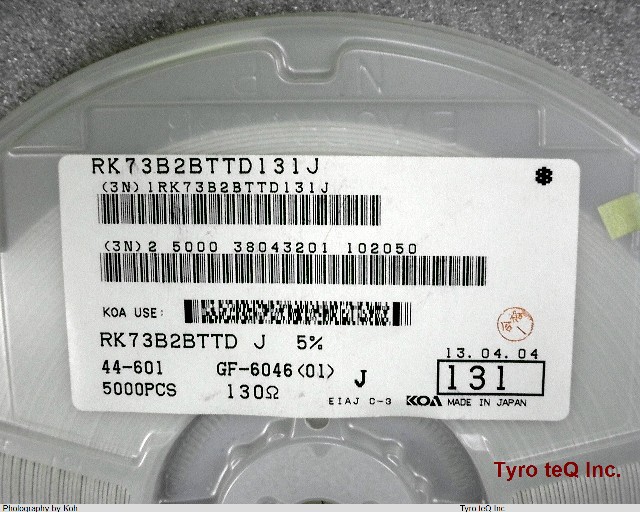 RK73B2BTTD131J
(3N)1RK73B2BTTD131J
(3N)2 5000 38043201 102050
KOA USE:
RK73B2BTTD J 5%
13.04.04
44-601 GF-6046(01) J 131
5000PCS 130Ω
EIAJ C-3 KOA MADE IN JAPAN
Tyro teQ Inc.
Photography by Koh Tyro teQ Inc